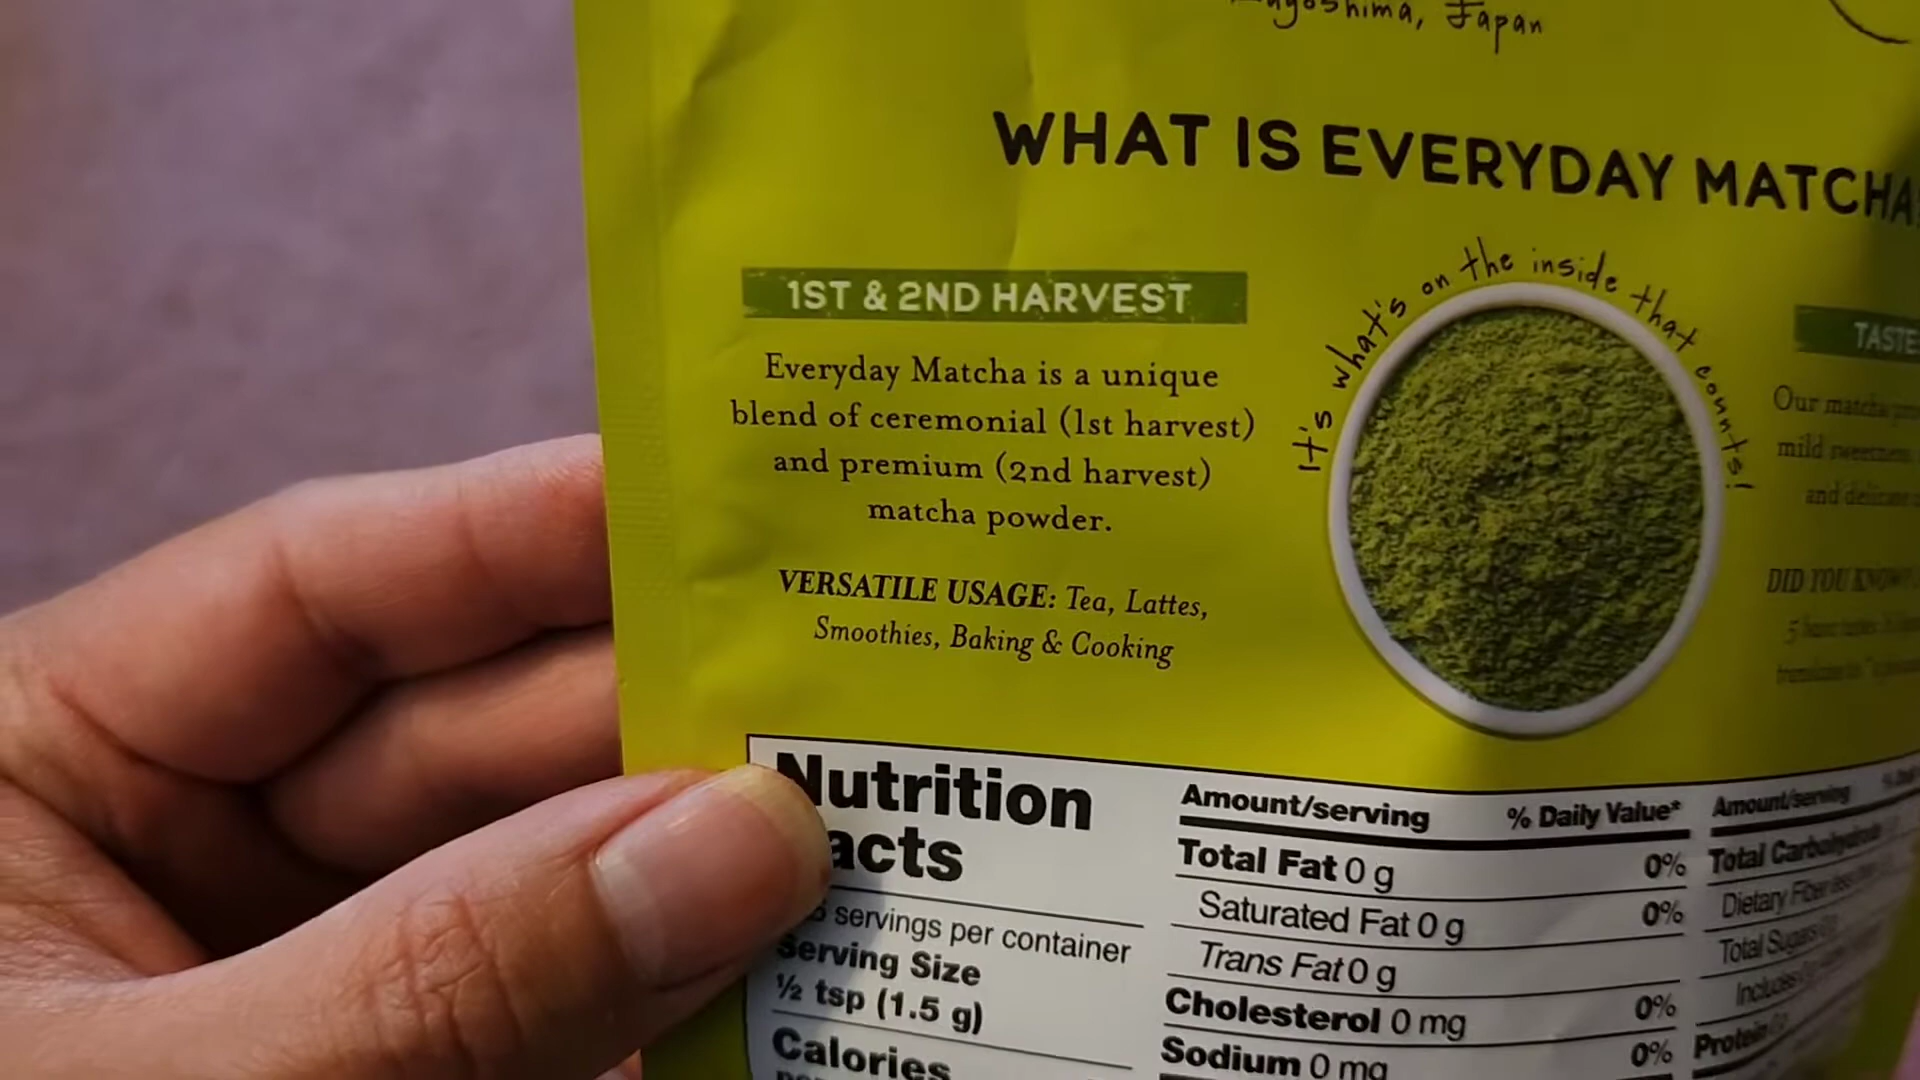 Japan
WHAT IS EVERYDAY MATCHA
1ST & 2ND HARVEST
Everyday Matcha is a unique
blend of ceremonial (1st harvest)
and premium (2nd harvest)
matcha powder.
VERSATILE USAGE: Tea, Lattes,
Smoothies, Baking & Cooking
It's what's on the inside that counts!
TASTE
Our matcha
mild sweetness
and delicate
DID YOU KNOW?
Nutrition
acts
servings per container
Serving Size
½ tsp (1.5 g)
Calories
Amount/serving % Daily Value*
Total Fat 0 g 0%
Saturated Fat 0 g 0%
Trans Fat 0 g
Cholesterol 0 mg 0%
Sodium 0 mg 0%
Amount/serving
Total Carbohydrate
Dietary Fiber
Total Sugars
Includes
Protein